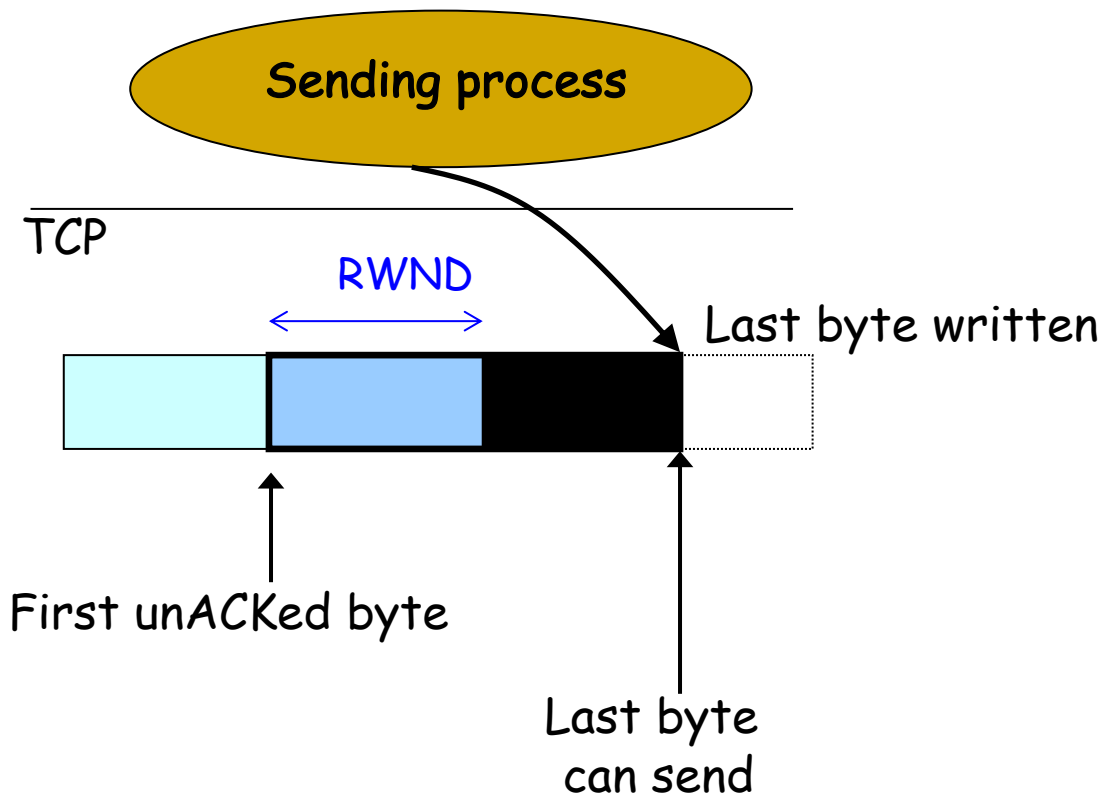 Sending process
TCP
RWND
Last byte written
First unACKed byte
Last byte
can send